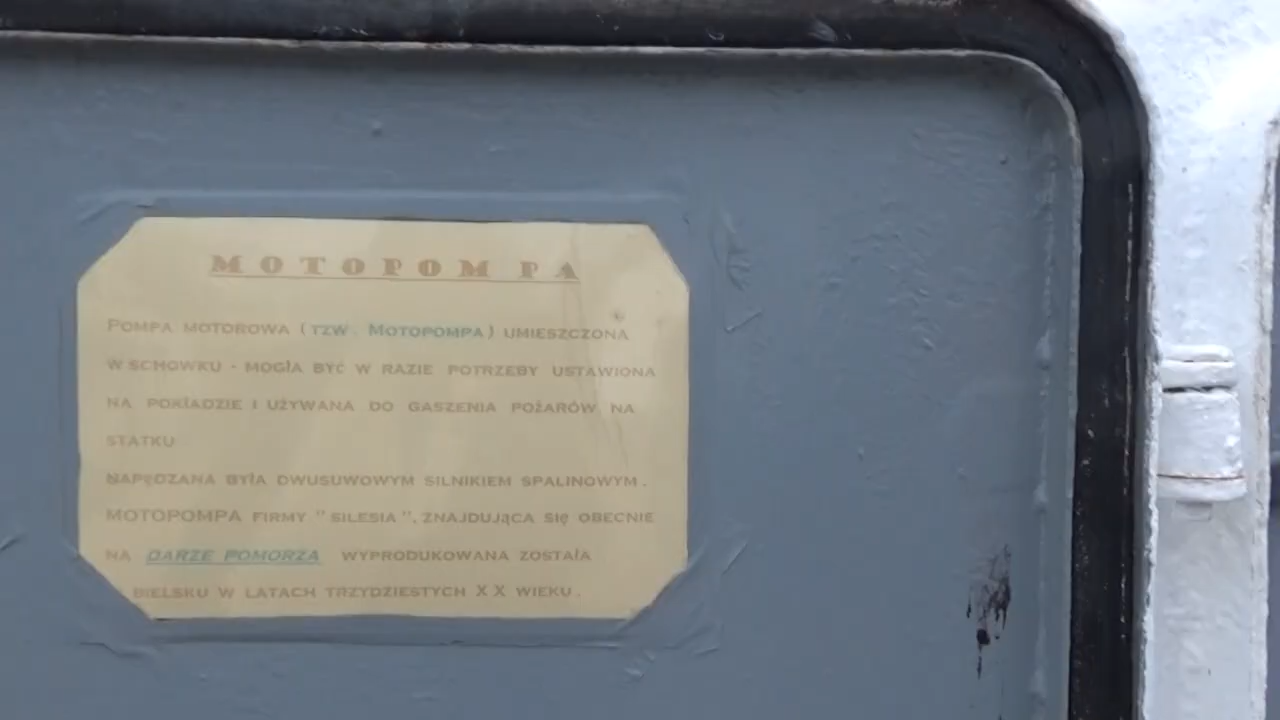 MOTOPOMPA
POMPA MOTOROWA (TZW. MOTOPOMPA) UMIESZCZONA
W SCHOWKU - MOGłA BYĆ W RAZIE POTRZEBY USTAWIONA
NA POKłADZIE I UŻYWANA DO GASZENIA POŻARÓW NA
STATKU
NAPęDZANA BYłA DWUSUWOWYM SILNIKIEM SPALINOWYM.
MOTOPOMPA FIRMY "SILESIA", ZNAJDUJąCA SIę OBECNIE
NA DARZE POMORZA WYPRODUKOWANA ZOSTAłA
BIELSKU W LATACH TRZYDZIESTYCH XX WIEKU.